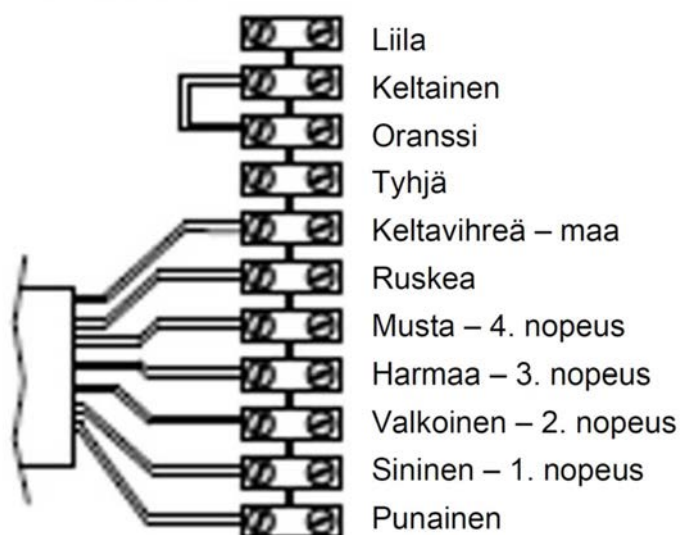 Liila
Keltainen
Oranssi
Tyhjä
Keltavihreä – maa
Ruskea
Musta – 4. nopeus
Harmaa – 3. nopeus
Valkoinen – 2. nopeus
Sininen – 1. nopeus
Punainen